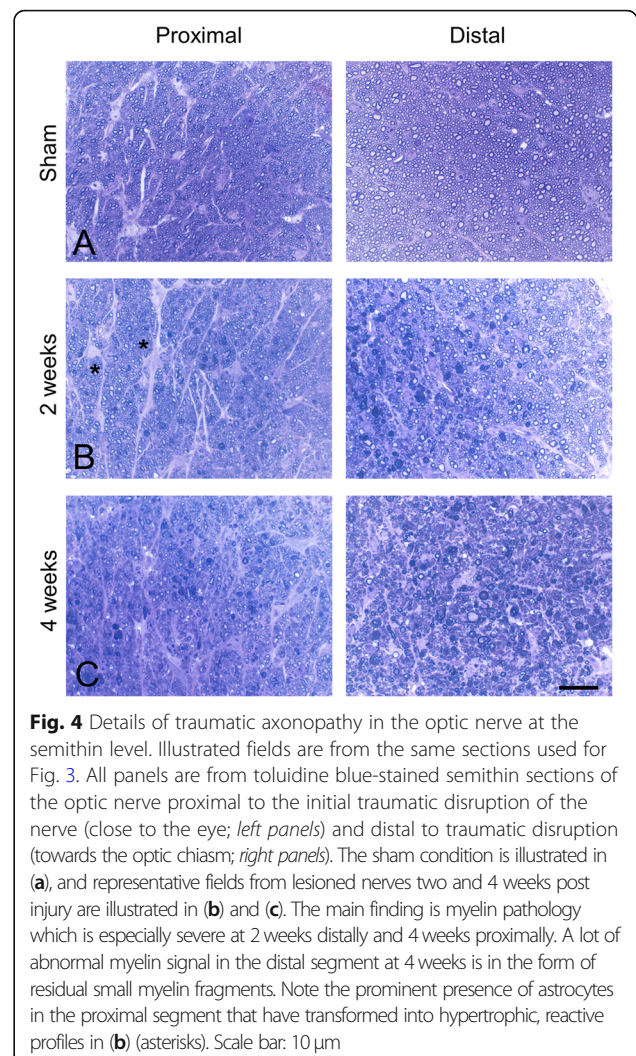 Proximal Distal
Sham
A
2 weeks
* *
B
4 weeks
C
Fig. 4 Details of traumatic axonopathy in the optic nerve at the
semithin level. Illustrated fields are from the same sections used for
Fig. 3. All panels are from toluidine blue-stained semithin sections of
the optic nerve proximal to the initial traumatic disruption of the
nerve (close to the eye; left panels) and distal to traumatic disruption
(towards the optic chiasm; right panels). The sham condition is illustrated in
(a), and representative fields from lesioned nerves two and 4 weeks post
injury are illustrated in (b) and (c). The main finding is myelin pathology
which is especially severe at 2 weeks distally and 4 weeks proximally. A lot of
abnormal myelin signal in the distal segment at 4 weeks is in the form of
residual small myelin fragments. Note the prominent presence of astrocytes
in the proximal segment that have transformed into hypertrophic, reactive
profiles in (b) (asterisks). Scale bar: 10 μm